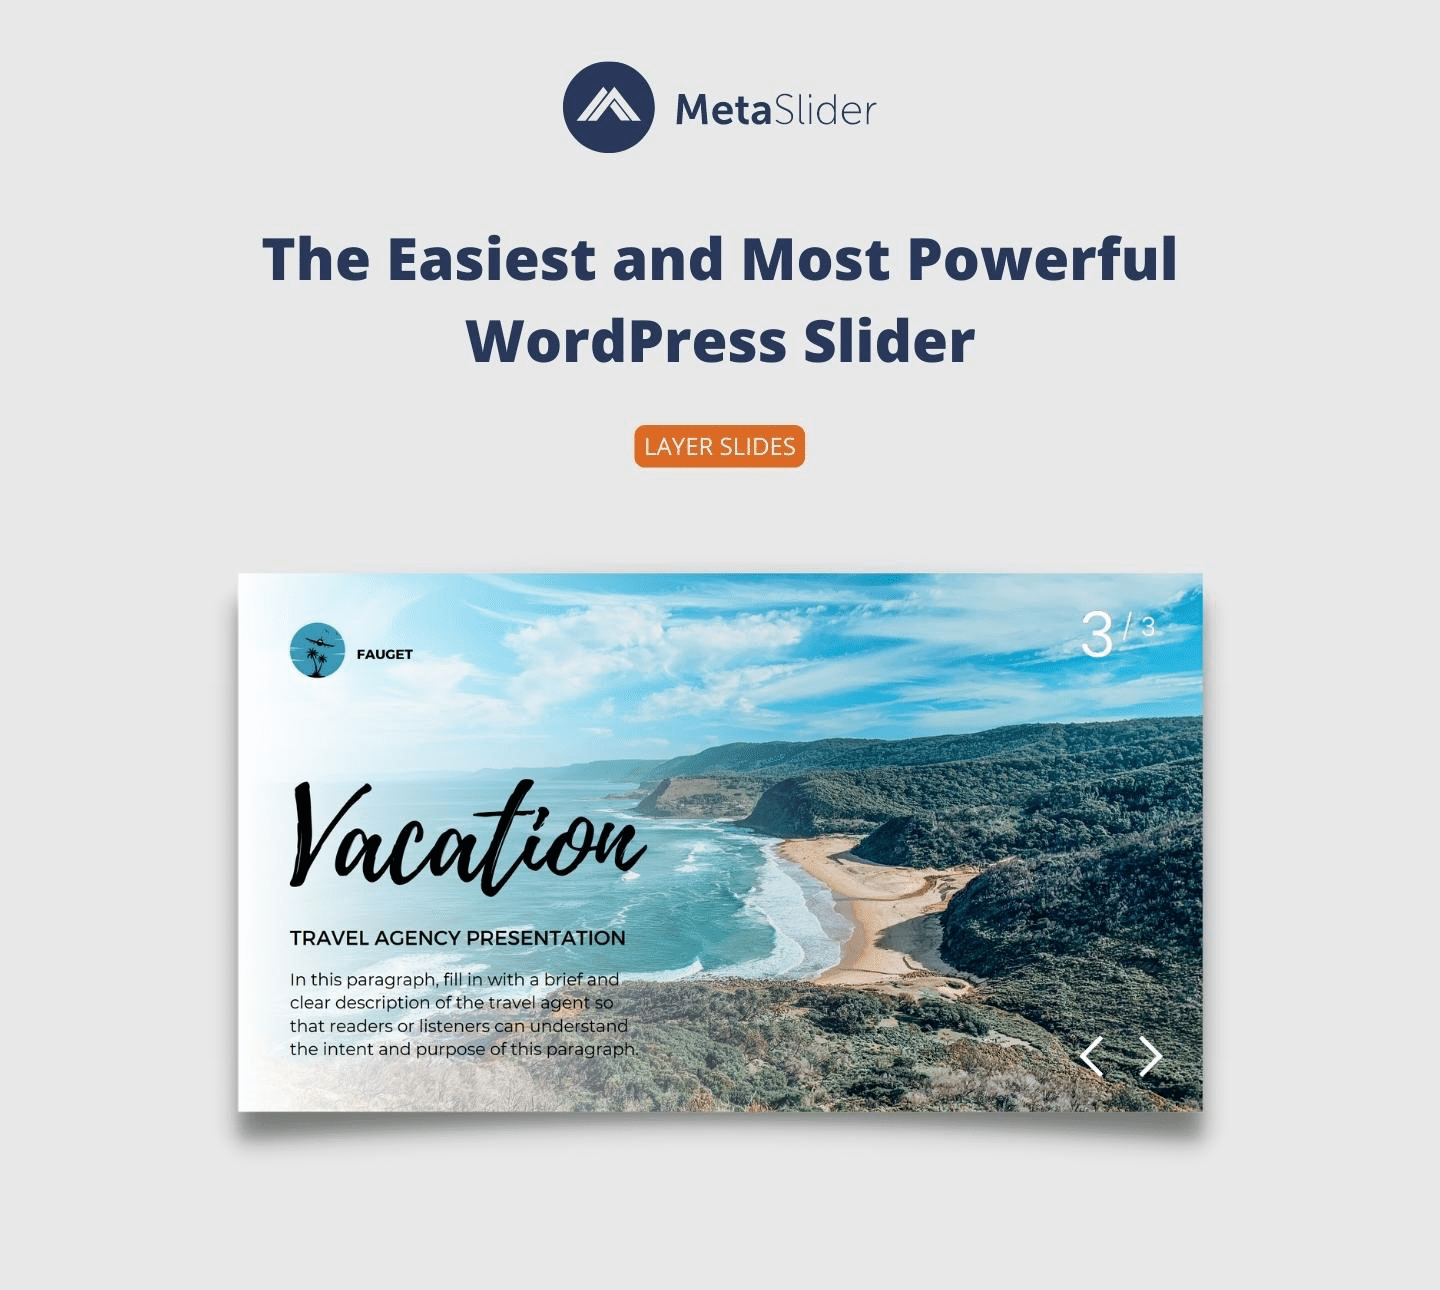 MetaSlider
The Easiest and Most Powerful
WordPress Slider
LAYER SLIDES
FAUGET
3 / 3
Vacation
TRAVEL AGENCY PRESENTATION
In this paragraph, fill in with a brief and
clear description of the travel agent so
that readers or listeners can understand
the intent and purpose of this paragraph.